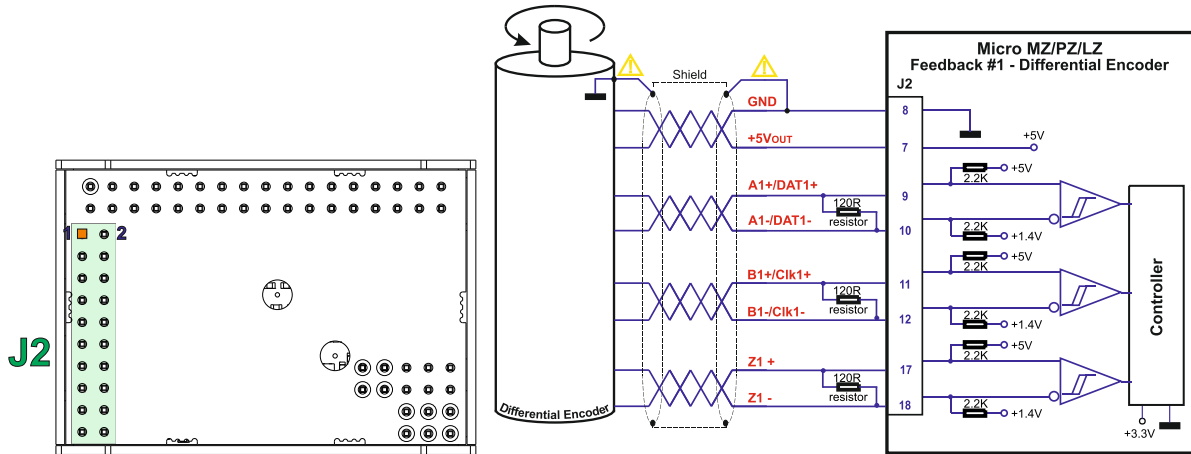 J2
1
2
Differential Encoder
Shield
GND
+5VOUT
A1+/DAT1+
120R
resistor
A1-/DAT1-
B1+/Clk1+
120R
resistor
B1-/Clk1-
Z1 +
120R
resistor
Z1 -
Micro MZ/PZ/LZ
Feedback #1 - Differential Encoder
J2
8
7
9
10
11
12
17
18
+5V
+5V
2.2K
2.2K
+1.4V
+5V
2.2K
2.2K
+1.4V
+5V
2.2K
2.2K
+1.4V
Controller
+3.3V